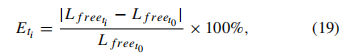 E_{t_i} = \frac{|L_{free_{t_i}} - L_{free_{t_0}}|}{L_{free_{t_0}}} \times 100\%, (19)